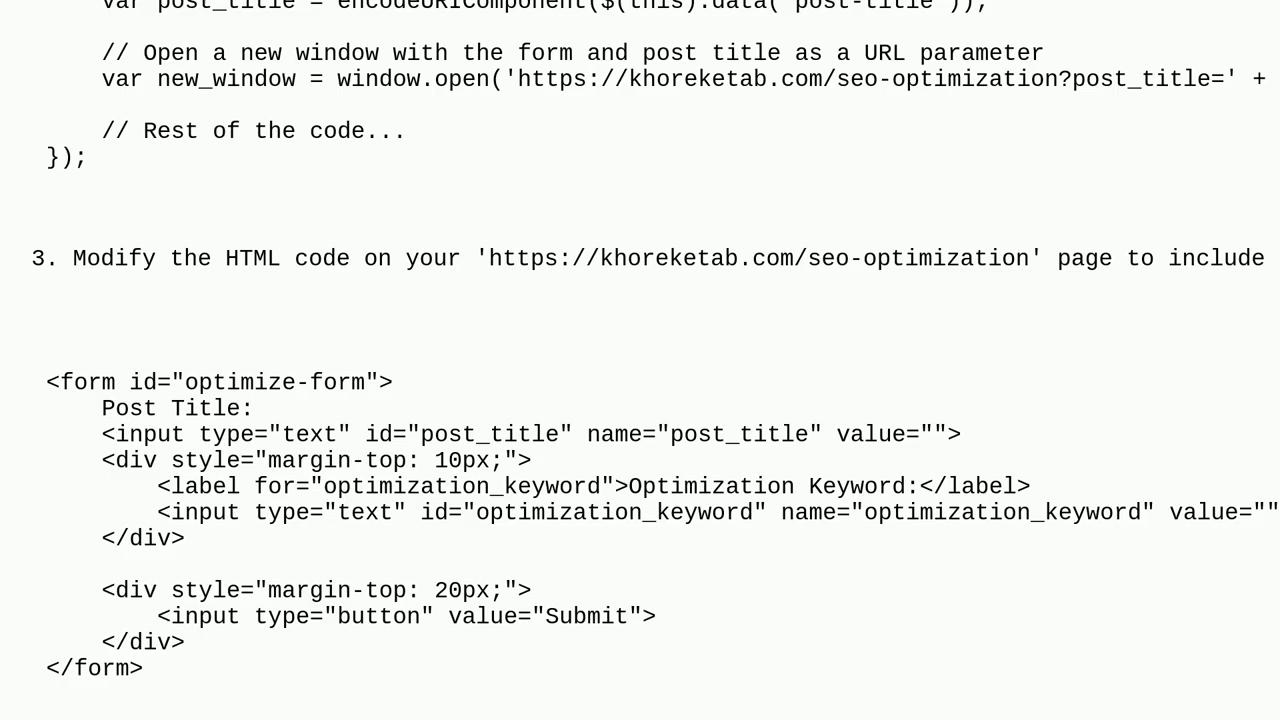 var post_title = encodeURIComponent($(this).data('post-title'));
// Open a new window with the form and post title as a URL parameter
var new_window = window.open('https://khoreketab.com/seo-optimization?post_title=' +
// Rest of the code...
});
3. Modify the HTML code on your 'https://khoreketab.com/seo-optimization' page to include
<form id="optimize-form">
Post Title:
<input type="text" id="post_title" name="post_title" value="">
<div style="margin-top: 10px;">
<label for="optimization_keyword">Optimization Keyword:</label>
<input type="text" id="optimization_keyword" name="optimization_keyword" value=""
</div>
<div style="margin-top: 20px;">
<input type="button" value="Submit">
</div>
</form>